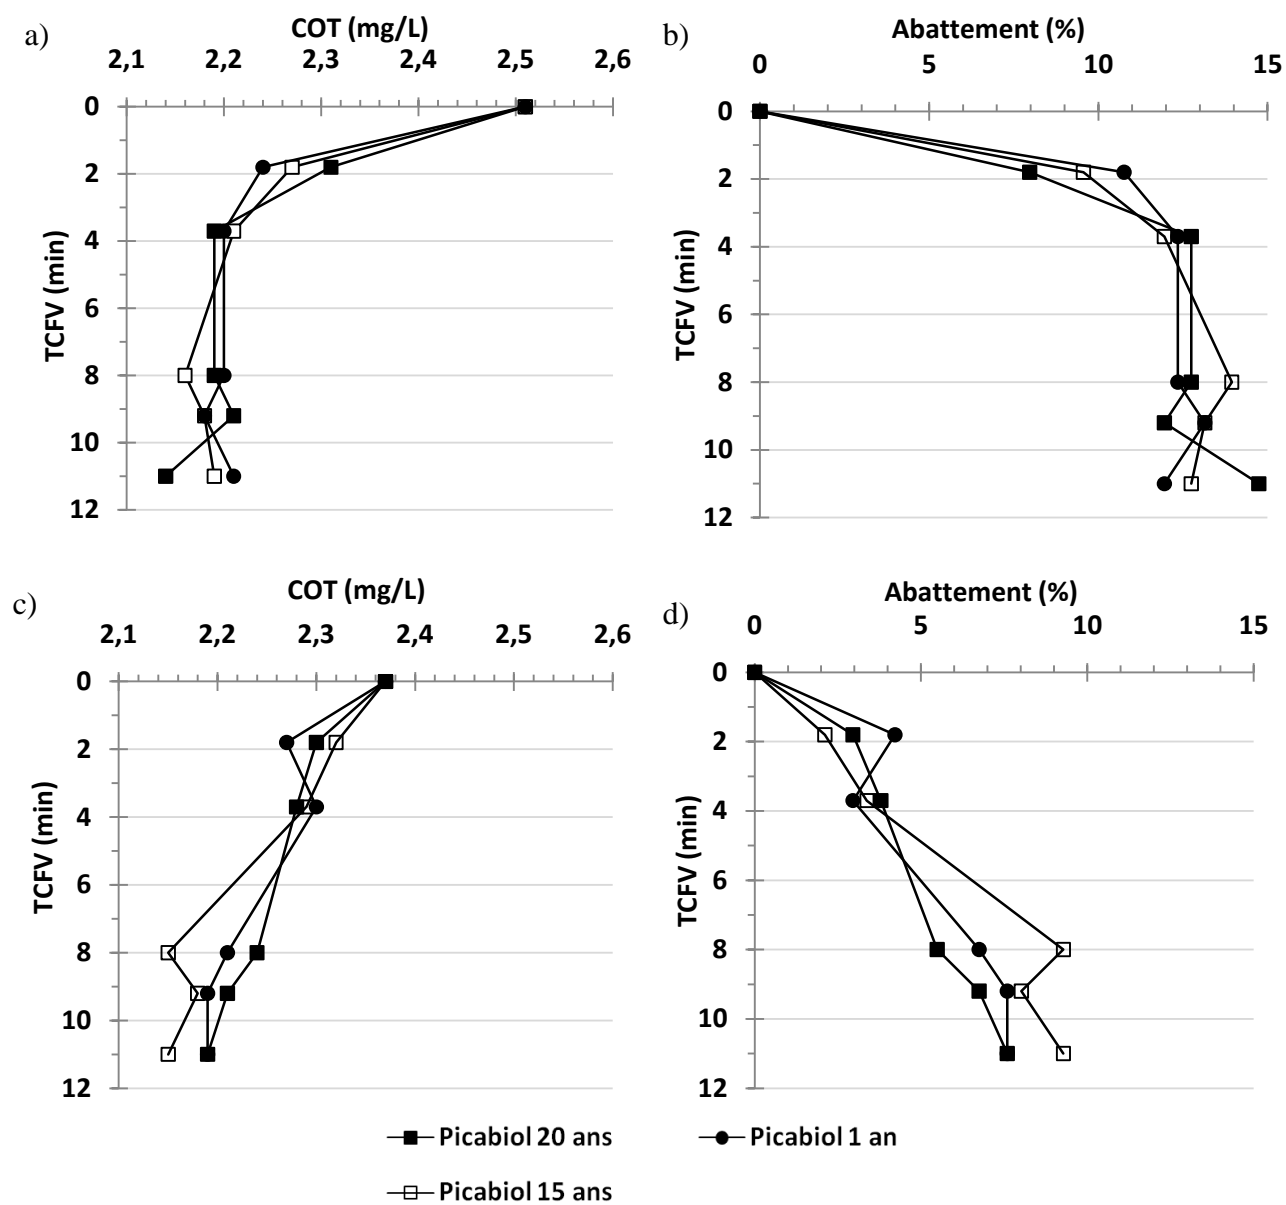 a)
COT (mg/L)
2,1 2,2 2,3 2,4 2,5 2,6
0
2
4
6
8
10
12
TCFV (min)
b)
Abattement (%)
0 5 10 15
0
2
4
6
8
10
12
TCFV (min)
c)
COT (mg/L)
2,1 2,2 2,3 2,4 2,5 2,6
0
2
4
6
8
10
12
TCFV (min)
d)
Abattement (%)
0 5 10 15
0
2
4
6
8
10
12
TCFV (min)
Picabiol 20 ans
Picabiol 1 an
Picabiol 15 ans